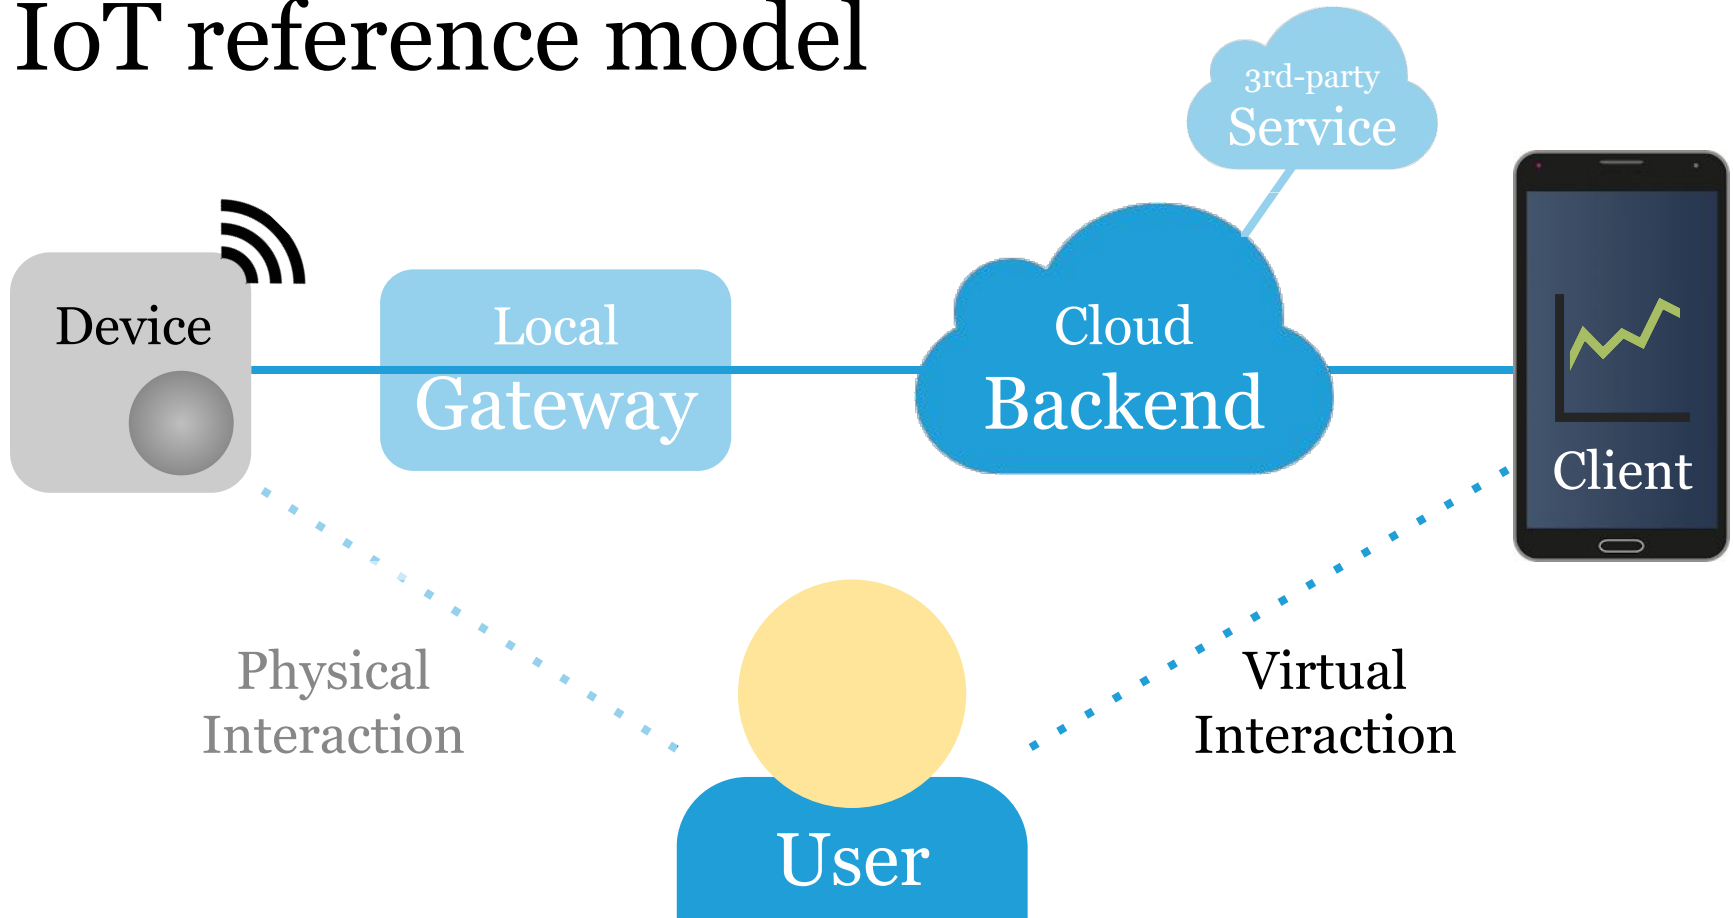 IoT reference model
3rd-party
Service
Device
Local
Gateway
Cloud
Backend
Client
Physical
Interaction
Virtual
Interaction
User